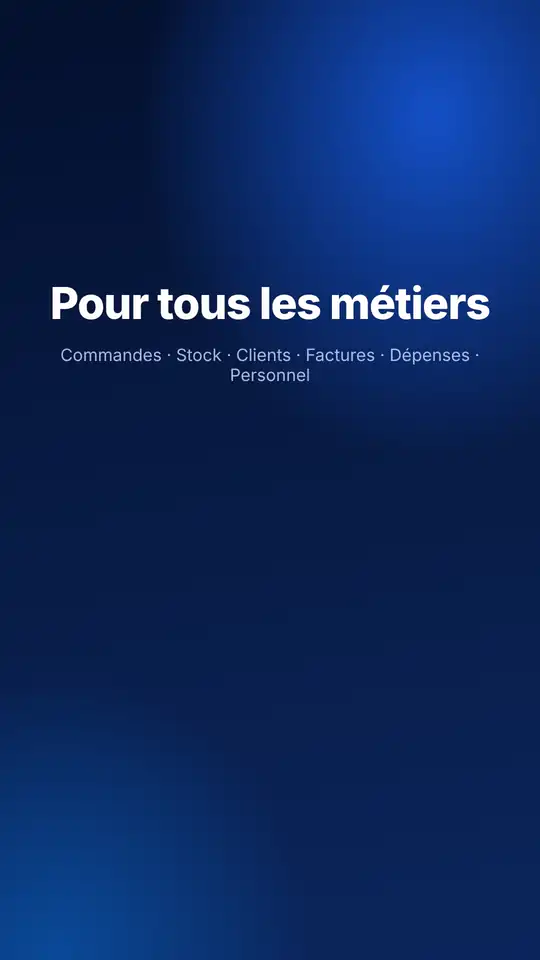 Pour tous les métiers
Commandes · Stock · Clients · Factures · Dépenses ·
Personnel